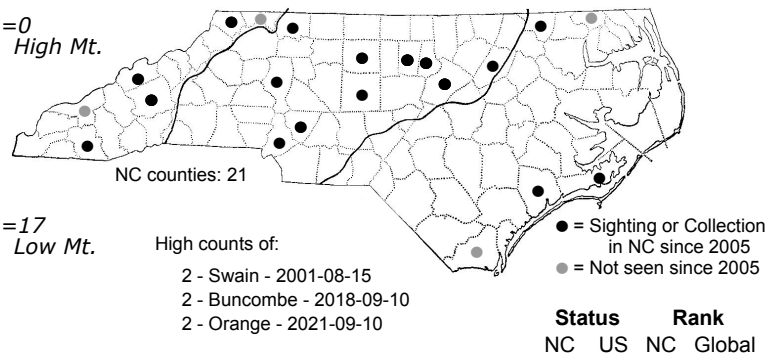 =0
High Mt.
NC counties: 21
=17
Low Mt.
High counts of:
2 - Swain - 2001-08-15
2 - Buncombe - 2018-09-10
2 - Orange - 2021-09-10
● = Sighting or Collection
in NC since 2005
● = Not seen since 2005
Status Rank
NC US NC Global